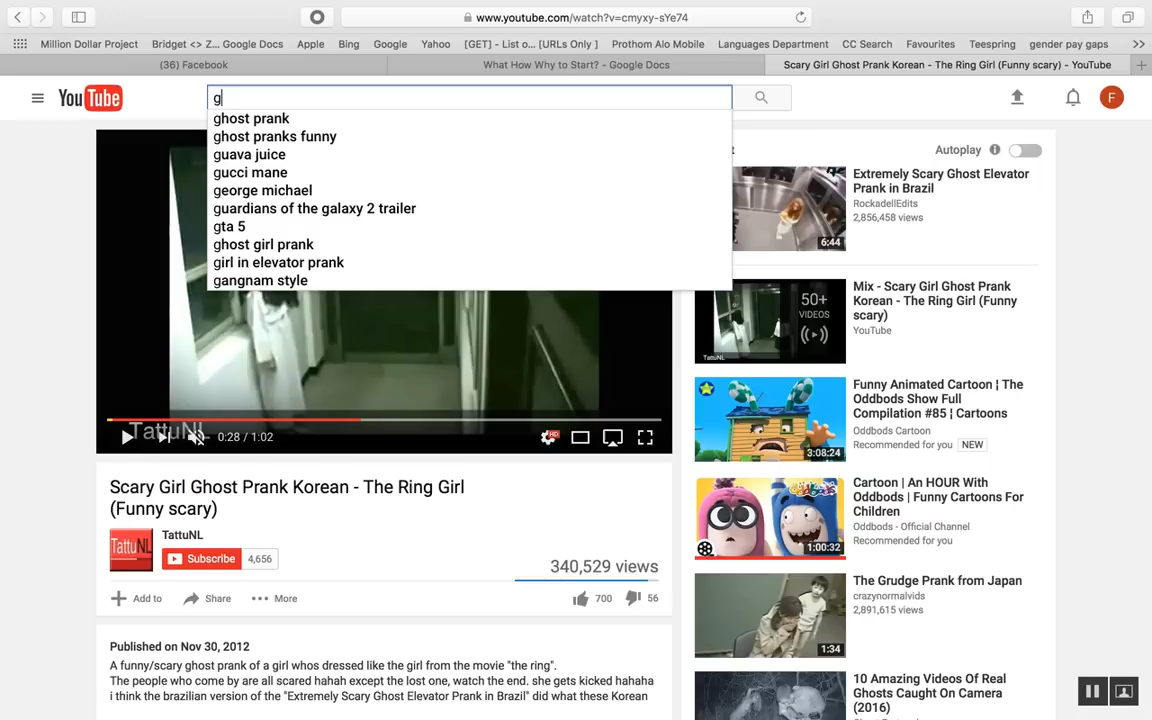 www.youtube.com/watch?v=cmyxy-sYe74
Million Dollar Project
Bridget <> Z... Google Docs
Apple
Bing
Google
Yahoo
[GET] - List o... [URLs Only ]
Prothom Alo Mobile
Languages Department
CC Search
Favourites
Teespring
gender pay gaps
>>
(36) Facebook
What How Why to Start? - Google Docs
Scary Girl Ghost Prank Korean - The Ring Girl (Funny scary) - YouTube
YouTube
g
F
ghost prank
ghost pranks funny
guava juice
gucci mane
george michael
guardians of the galaxy 2 trailer
gta 5
ghost girl prank
girl in elevator prank
gangnam style
TattuNL
0:28 / 1:02
HD
Scary Girl Ghost Prank Korean - The Ring Girl
(Funny scary)
TattuNL
TattuNL
Subscribe
4,656
340,529 views
Add to
Share
More
700
56
Published on Nov 30, 2012
A funny/scary ghost prank of a girl whos dressed like the girl from the movie "the ring".
The people who come by are all scared hahah except the lost one, watch the end. she gets kicked hahaha
i think the brazilian version of the "Extremely Scary Ghost Elevator Prank in Brazil" did what these Korean
Autoplay
Extremely Scary Ghost Elevator
Prank in Brazil
RockadellEdits
2,856,458 views
6:44
50+
VIDEOS
TattuNL
Mix - Scary Girl Ghost Prank
Korean - The Ring Girl (Funny
scary)
YouTube
Funny Animated Cartoon ¦ The
Oddbods Show Full
Compilation #85 ¦ Cartoons
Oddbods Cartoon
Recommended for you
NEW
3:08:24
Cartoon | An HOUR With
Oddbods | Funny Cartoons For
Children
Oddbods - Official Channel
Recommended for you
1:00:32
The Grudge Prank from Japan
crazynormalvids
2,891,615 views
1:34
10 Amazing Videos Of Real
Ghosts Caught On Camera
(2016)